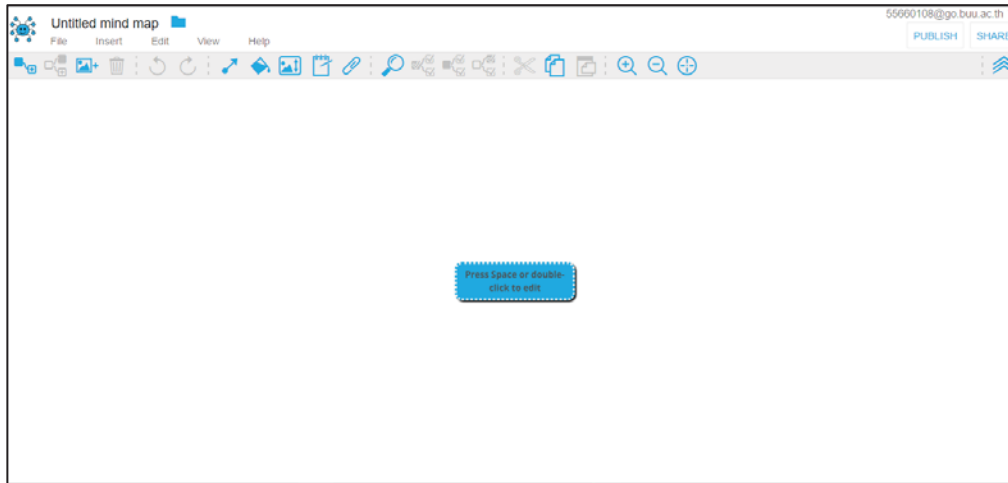 55660108@go.buu.ac.th
Untitled mind map
File Insert Edit View Help
PUBLISH SHARE
Press Space or double-
click to edit